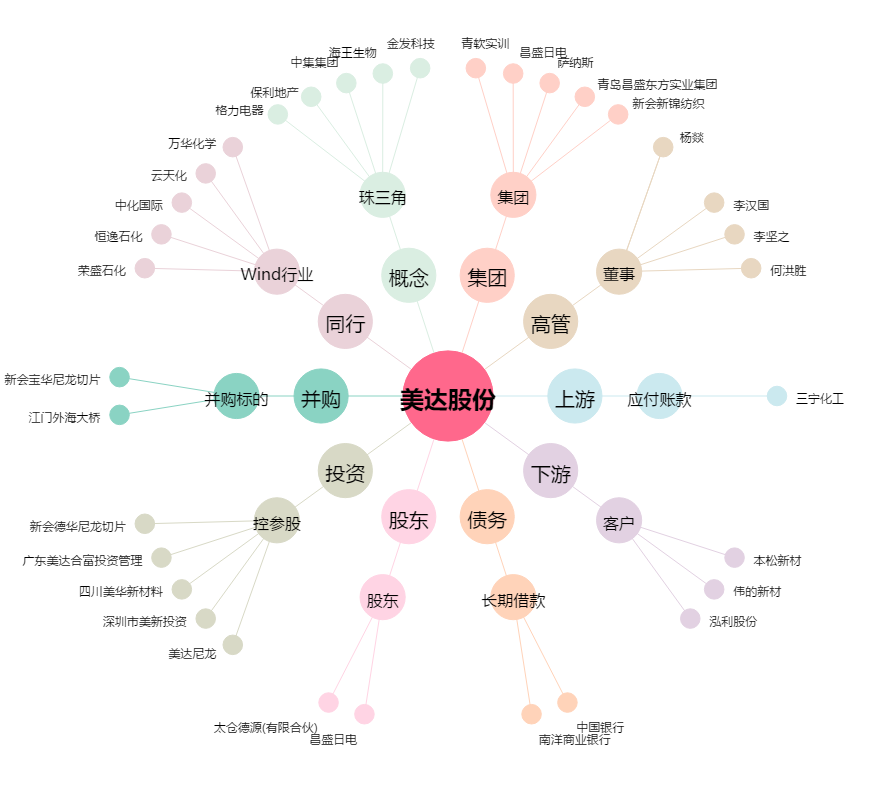 金发科技
青软实训
海王生物
昌盛日电
中集集团
萨纳斯
保利地产
青岛昌盛东方实业集团
格力电器
新会新锦纺织
万华化学
杨燚
云天化
珠三角
集团
中化国际
李汉国
恒逸石化
李坚之
荣盛石化
Wind行业
概念
集团
董事
何洪胜
同行
高管
新会宝华尼龙切片
江门外海大桥
并购标的
并购
美达股份
上游
应付账款
三宁化工
投资
下游
新会德华尼龙切片
控参股
股东
债务
客户
广东美达合富投资管理
本松新材
四川美华新材料
伟的新材
深圳市美新投资
股东
长期借款
泓利股份
美达尼龙
太仓德源(有限合伙)
中国银行
昌盛日电
南洋商业银行